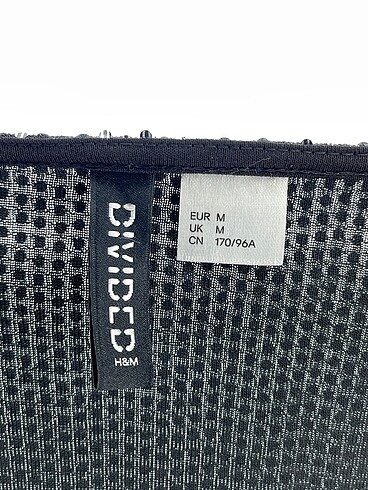 DIVIDED
H&M
EUR M
UK M
CN 170/96A